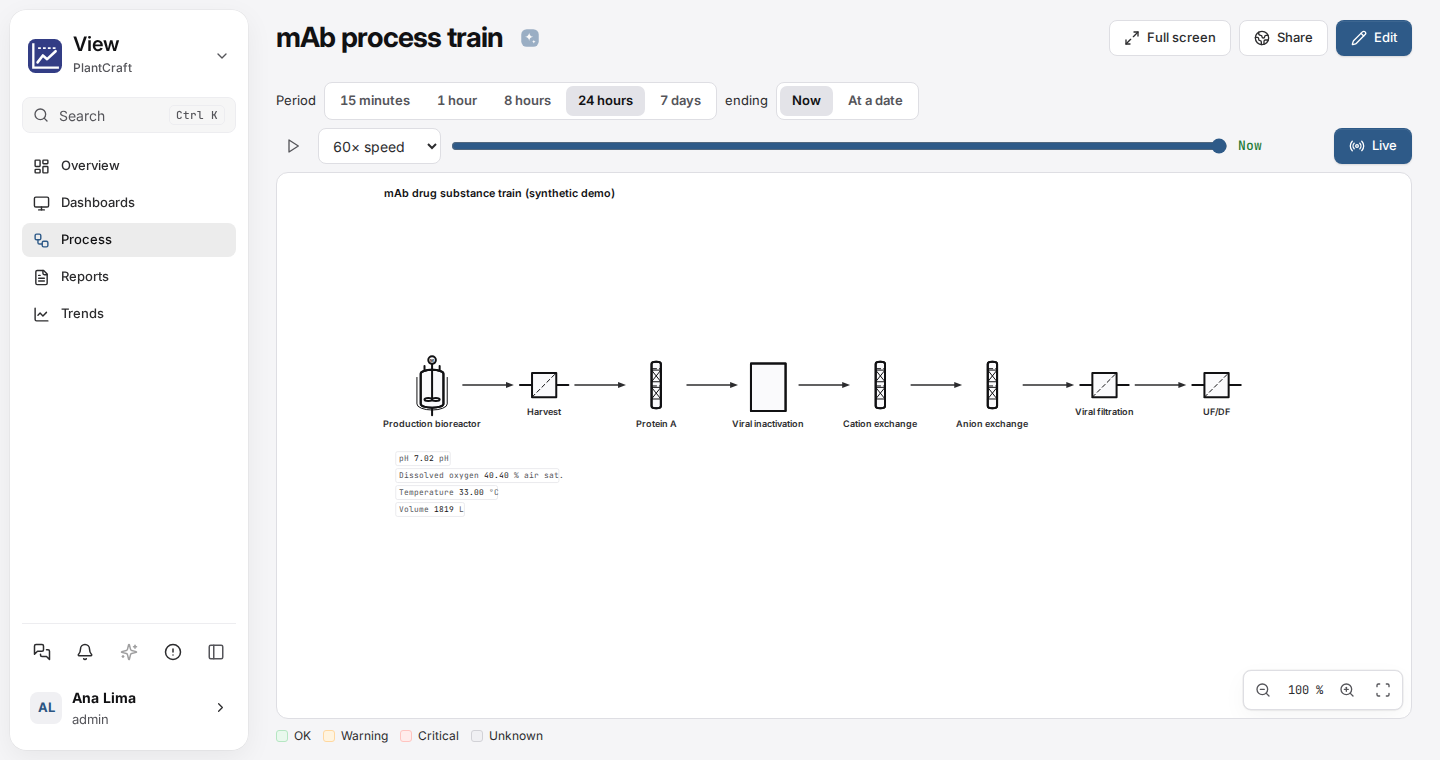 View
PlantCraft
Search Ctrl K
Overview
Dashboards
Process
Reports
Trends
AL
Ana Lima
admin
mAb process train
Full screen
Share
Edit
Period 15 minutes 1 hour 8 hours 24 hours 7 days ending Now At a date
60× speed Now Live
mAb drug substance train (synthetic demo)
Production bioreactor
Harvest
Protein A
Viral inactivation
Cation exchange
Anion exchange
Viral filtration
UF/DF
pH 7.02 pH
Dissolved oxygen 40.40 % air sat.
Temperature 33.00 °C
Volume 1819 L
100 %
OK Warning Critical Unknown